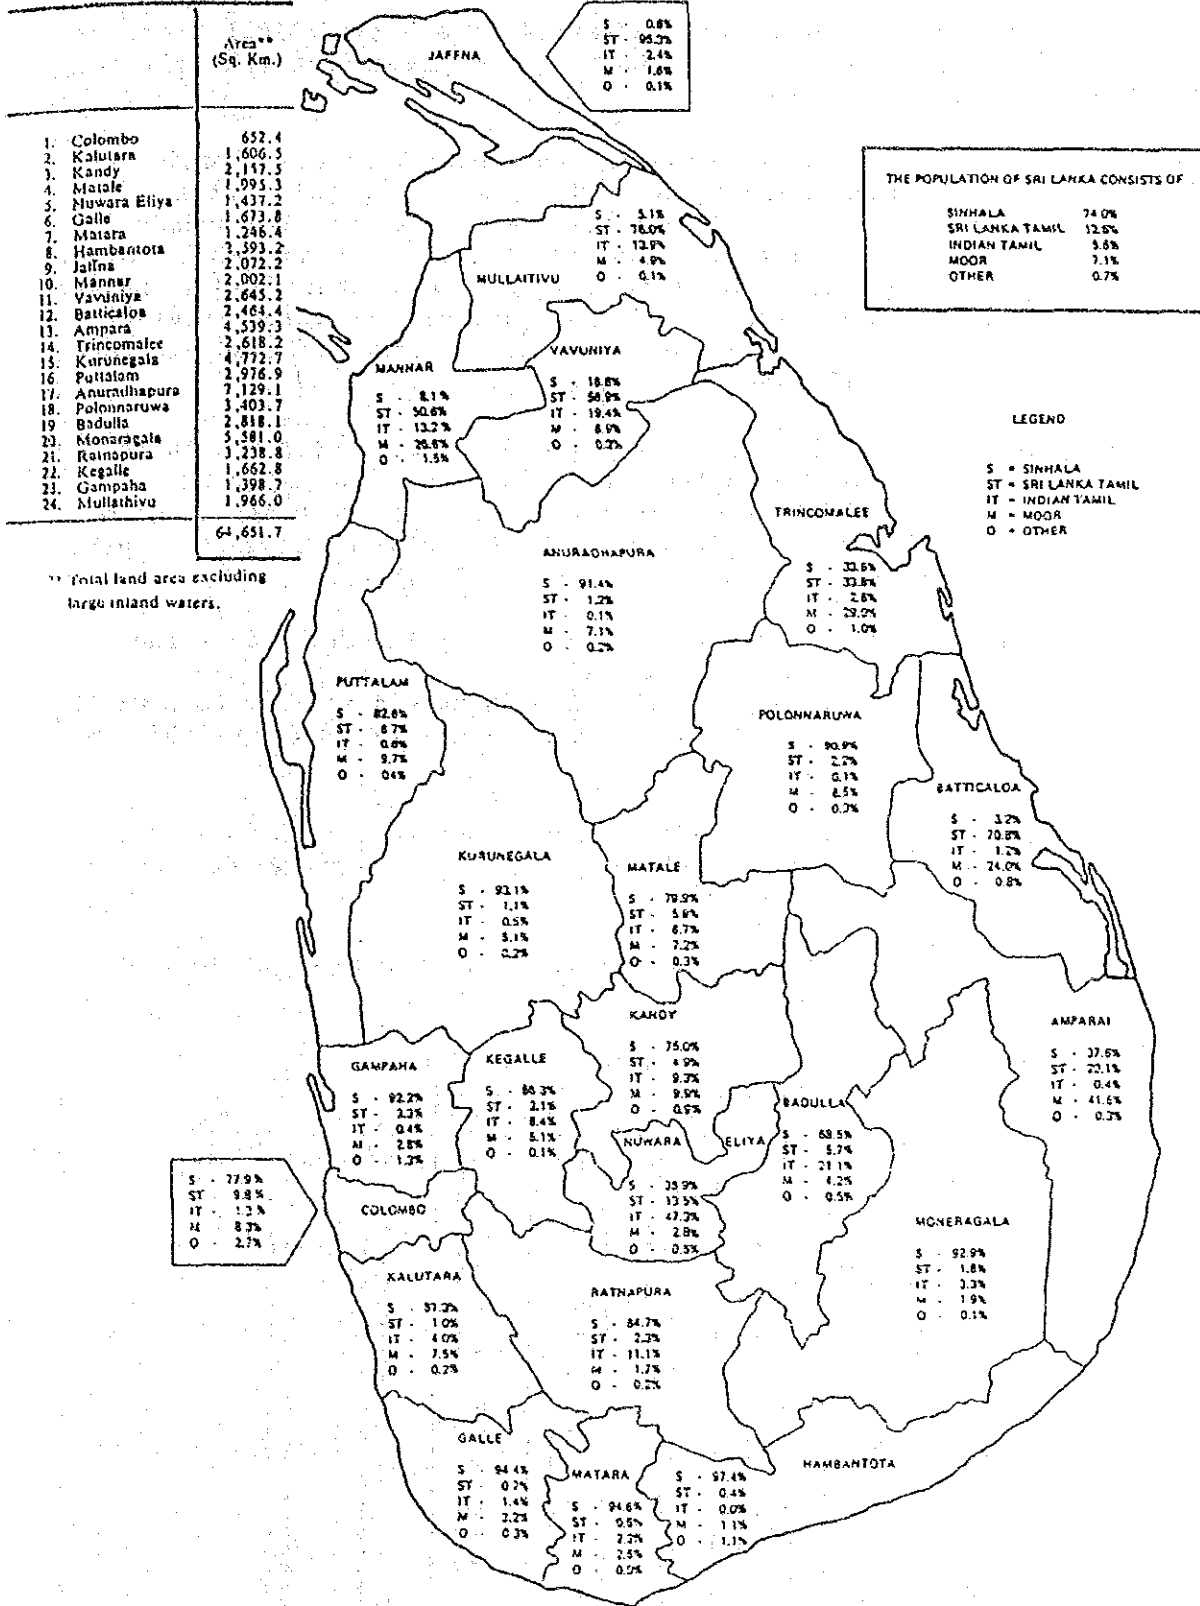 Area**
(Sq. Km.)
1. Colombo 652.4
2. Kalutara 1,606.5
3. Kandy 2,157.5
4. Matale 1,995.3
5. Nuwara Eliya 1,437.2
6. Galle 1,673.8
7. Matara 1,246.4
8. Hambantota 2,593.2
9. Jaffna 2,072.2
10. Mannar 2,002.1
11. Vavuniya 2,645.2
12. Batticaloa 2,464.4
13. Ampara 4,539.3
14. Trincomalee 2,618.2
15. Kurunegala 4,772.7
16. Puttalam 2,976.9
17. Anuradhapura 7,129.1
18. Polonnaruwa 3,403.7
19 Badulla 2,818.1
20. Monaragala 5,581.0
21. Ratnapura 3,238.8
22. Kegalle 1,662.8
23. Gampaha 1,398.7
24. Mullathivu 1,966.0
64,651.7
** Total land area excluding
large inland waters.
JAFFNA
S - 0.6%
ST - 95.3%
IT - 2.4%
M - 1.6%
O - 0.1%
THE POPULATION OF SRI LANKA CONSISTS OF
SINHALA 74.0%
SRI LANKA TAMIL 12.6%
INDIAN TAMIL 5.6%
MOOR 7.1%
OTHER 0.7%
LEGEND
S = SINHALA
ST = SRI LANKA TAMIL
IT = INDIAN TAMIL
M = MOOR
O = OTHER
MULLAITIVU
S - 5.1%
ST - 76.0%
IT - 13.9%
M - 4.9%
O - 0.1%
MANNAR
S - 8.1%
ST - 50.6%
IT - 13.2%
M - 26.6%
O - 1.5%
VAVUNIYA
S - 16.6%
ST - 56.9%
IT - 19.4%
M - 6.9%
O - 0.2%
TRINCOMALEE
S - 33.6%
ST - 33.8%
IT - 2.6%
M - 29.0%
O - 1.0%
ANURADHAPURA
S - 91.4%
ST - 1.2%
IT - 0.1%
M - 7.1%
O - 0.2%
PUTTALAM
S - 82.6%
ST - 6.7%
IT - 0.6%
M - 9.7%
O - 0.4%
POLONNARUWA
S - 90.9%
ST - 2.2%
IT - 0.1%
M - 6.5%
O - 0.3%
BATTICALOA
S - 3.2%
ST - 70.8%
IT - 1.2%
M - 24.0%
O - 0.8%
KURUNEGALA
S - 93.1%
ST - 1.1%
IT - 0.5%
M - 5.1%
O - 0.2%
MATALE
S - 79.9%
ST - 5.9%
IT - 6.7%
M - 7.2%
O - 0.3%
KANDY
S - 75.0%
ST - 4.9%
IT - 9.3%
M - 9.9%
O - 0.9%
AMPARAI
S - 37.6%
ST - 20.1%
IT - 0.4%
M - 41.6%
O - 0.3%
GAMPAHA
S - 92.2%
ST - 3.3%
IT - 0.4%
M - 2.8%
O - 1.3%
KEGALLE
S - 86.3%
ST - 2.1%
IT - 6.4%
M - 5.1%
O - 0.1%
NUWARA ELIYA
S - 35.9%
ST - 13.5%
IT - 47.3%
M - 2.8%
O - 0.5%
BADULLA
S - 68.5%
ST - 5.7%
IT - 21.1%
M - 4.2%
O - 0.5%
S - 77.9%
ST - 9.8%
IT - 1.3%
M - 8.3%
O - 2.7%
COLOMBO
MONERAGALA
S - 92.9%
ST - 1.8%
IT - 3.3%
M - 1.9%
O - 0.1%
KALUTARA
S - 87.3%
ST - 1.0%
IT - 4.0%
M - 7.5%
O - 0.2%
RATNAPURA
S - 84.7%
ST - 2.3%
IT - 11.1%
M - 1.7%
O - 0.2%
GALLE
S - 94.4%
ST - 0.7%
IT - 1.4%
M - 3.2%
O - 0.3%
MATARA
S - 94.6%
ST - 0.6%
IT - 2.2%
M - 2.5%
O - 0.0%
HAMBANTOTA
S - 97.4%
ST - 0.4%
IT - 0.0%
M - 1.1%
O - 1.1%